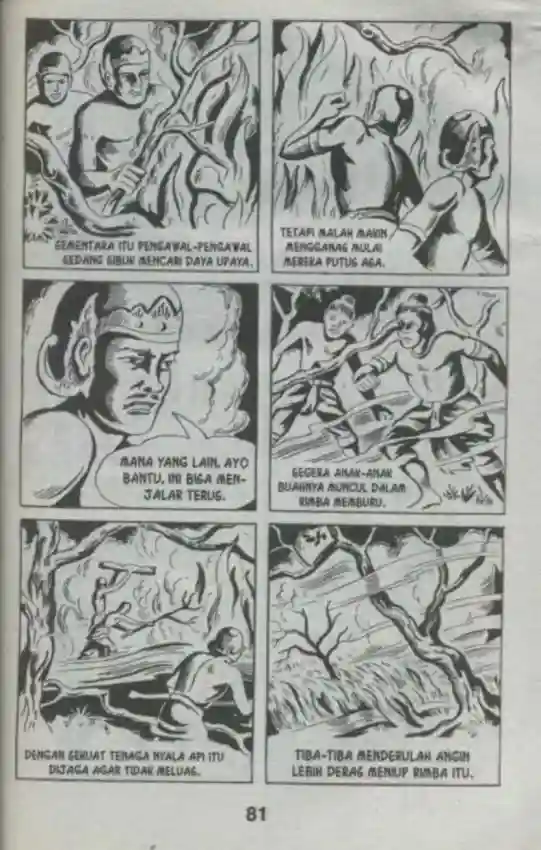 SEMENTARA ITU PENGAWAL-PENGAWAL
SEDANG SIBUK MENCARI DAYA UPAYA.
TETAPI MALAH MAKIN
MENGGANAS MULAI
MEREKA PUTUS ASA.
MANA YANG LAIN, AYO
BANTU, INI BISA MEN-
JALAR TERUS.
SEGERA ANAK-ANAK
BUAHNYA MUNCUL DALAM
RIMBA MEMBURU.
DENGAN SEKUAT TENAGA NYALA API ITU
DIJAGA AGAR TIDAK MELUAS.
TIBA-TIBA MENDERULAH ANGIN
LEBIH DERAS MENIUP RIMBA ITU.
81